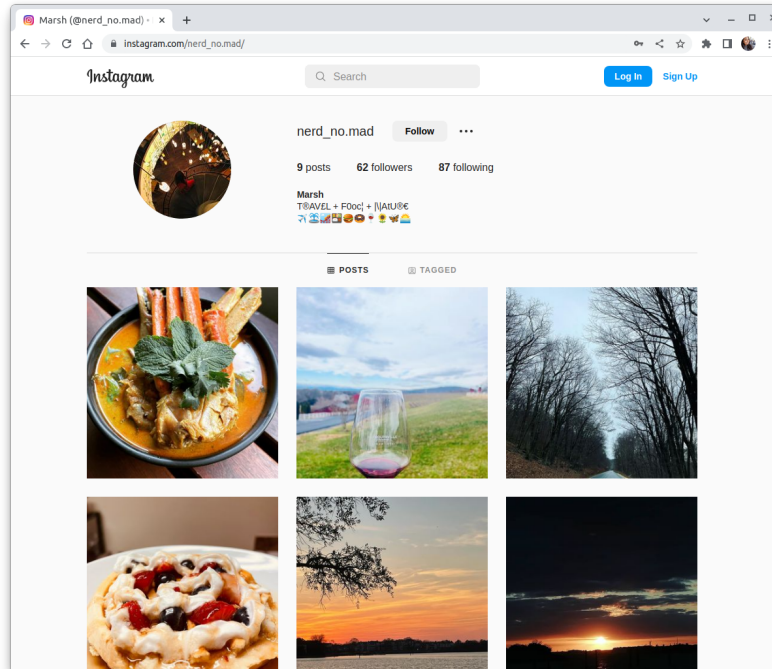 Marsh (@nerd_no.mad) •
instagram.com/nerd_no.mad/
Instagram
Search
Log In
Sign Up
nerd_no.mad
Follow
9 posts 62 followers 87 following
Marsh
T®AV£L + F0oc¦ + |\|AtU®€
✈️🏝️🏞️🌇🍔🍩🍷🌻🦋🌅
POSTS
TAGGED